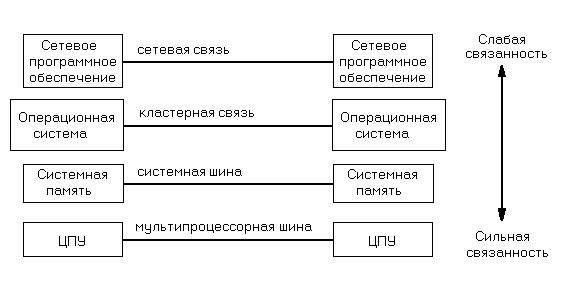 Сетевое
программное
обеспечение
сетевая связь
Сетевое
программное
обеспечение
Слабая
связанность
Операционная
система
кластерная связь
Операционная
система
Системная
память
системная шина
Системная
память
ЦПУ
мультипроцессорная шина
ЦПУ
Сильная
связанность